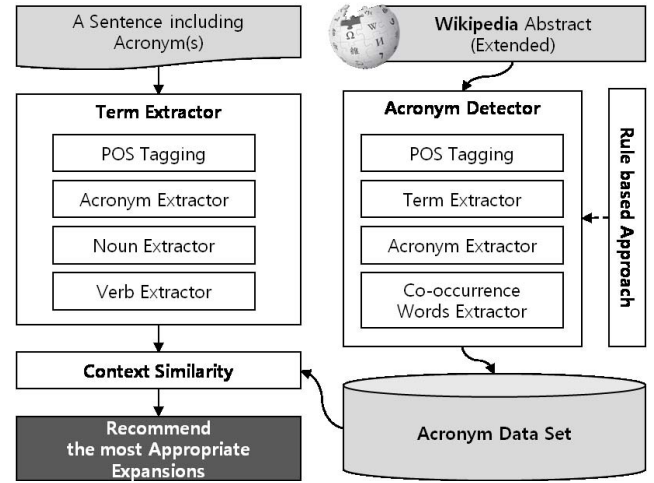 A Sentence including
Acronym(s)
Term Extractor
POS Tagging
Acronym Extractor
Noun Extractor
Verb Extractor
Context Similarity
Recommend
the most Appropriate
Expansions
Wikipedia Abstract
(Extended)
Acronym Detector
POS Tagging
Term Extractor
Acronym Extractor
Co-occurrence
Words Extractor
Rule based Approach
Acronym Data Set